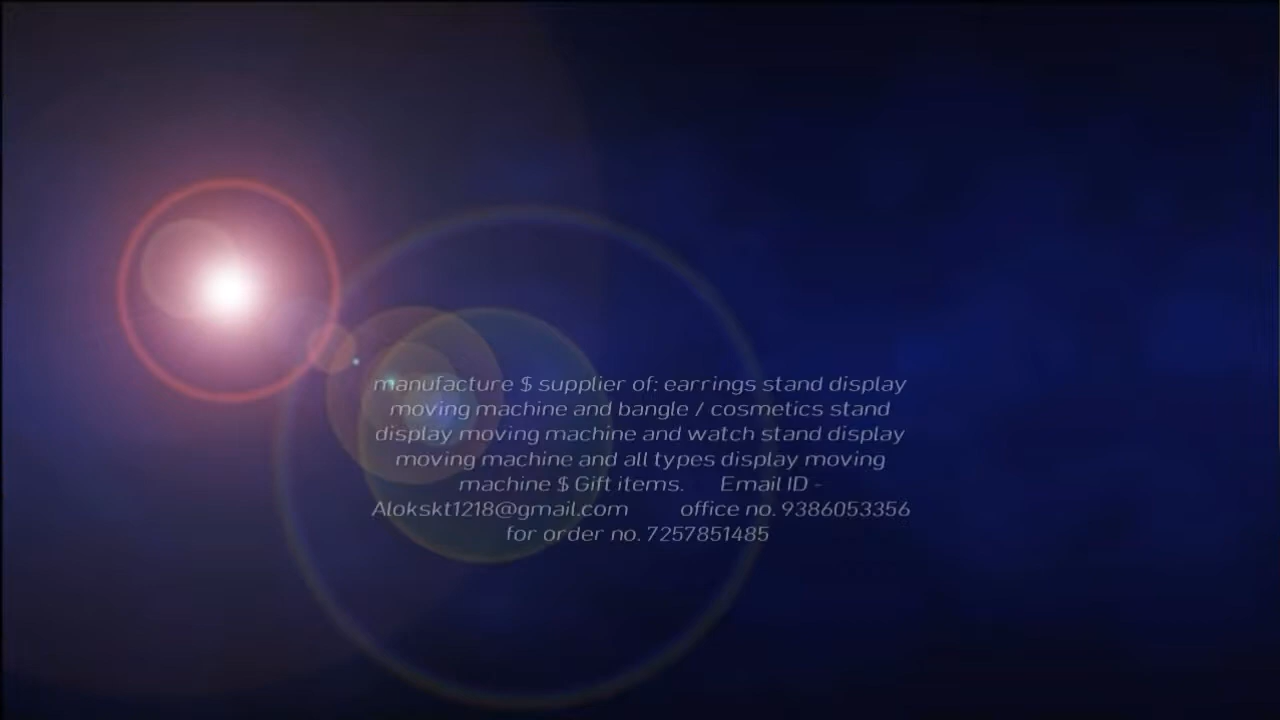 manufacture $ supplier of: earrings stand display
moving machine and bangle / cosmetics stand
display moving machine and watch stand display
moving machine and all types display moving
machine $ Gift items. Email ID -
Alokskt1218@gmail.com office no. 9386053356
for order no. 7257851485